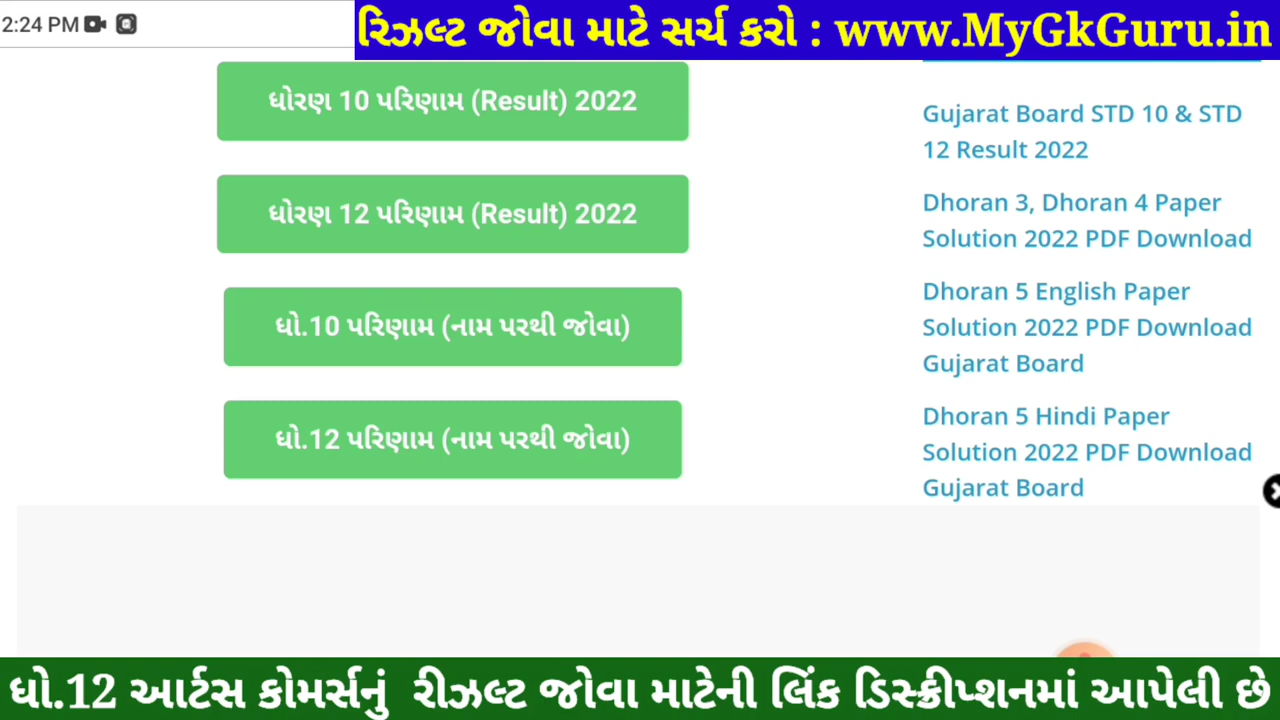 2:24 PM
રિઝલ્ટ જોવા માટે સર્ચ કરો : www.MyGkGuru.in
ધોરણ 10 પરિણામ (Result) 2022
ધોરણ 12 પરિણામ (Result) 2022
ધો.10 પરિણામ (નામ પરથી જોવા)
ધો.12 પરિણામ (નામ પરથી જોવા)
Gujarat Board STD 10 & STD
12 Result 2022
Dhoran 3, Dhoran 4 Paper
Solution 2022 PDF Download
Dhoran 5 English Paper
Solution 2022 PDF Download
Gujarat Board
Dhoran 5 Hindi Paper
Solution 2022 PDF Download
Gujarat Board
ધો.12 આર્ટસ કોમર્સનું રીઝલ્ટ જોવા માટેની લિંક ડિસ્ક્રીપ્શનમાં આપેલી છે